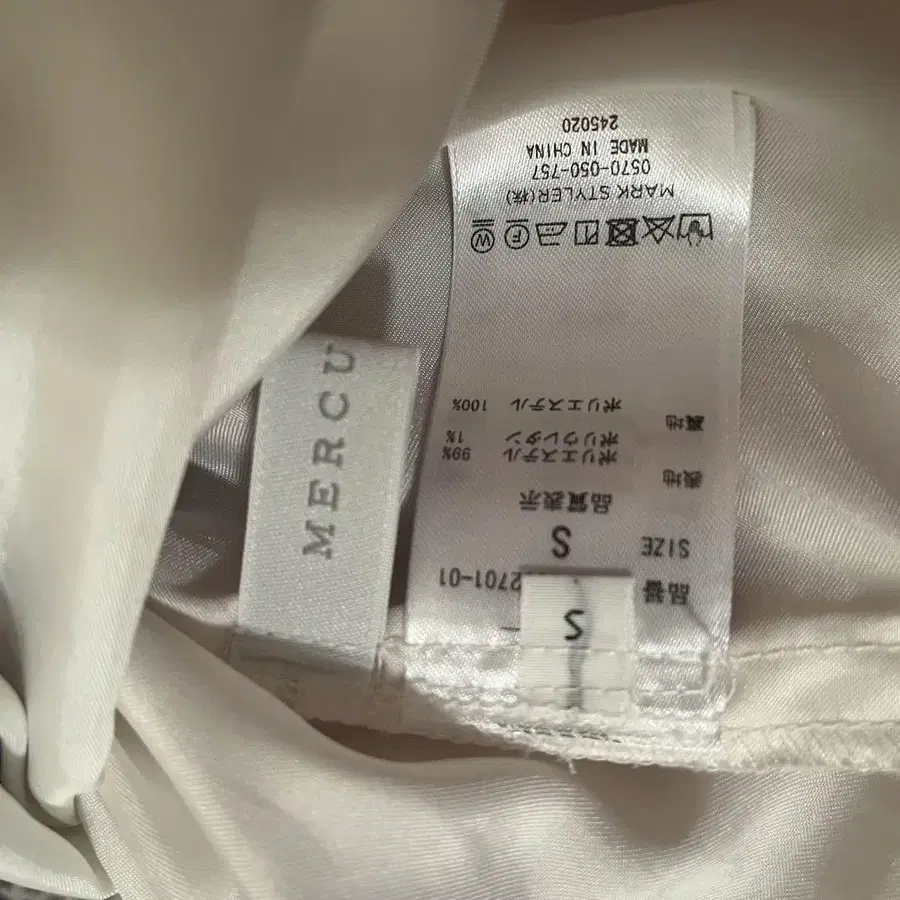 MERCU
S
品番 2701-01
SIZE S
品質表示
表地 ポリエステル 99%
ポリウレタン 1%
裏地 ポリエステル 100%
F W
MARK STYLER(株)
0570-050-757
MADE IN CHINA
245020